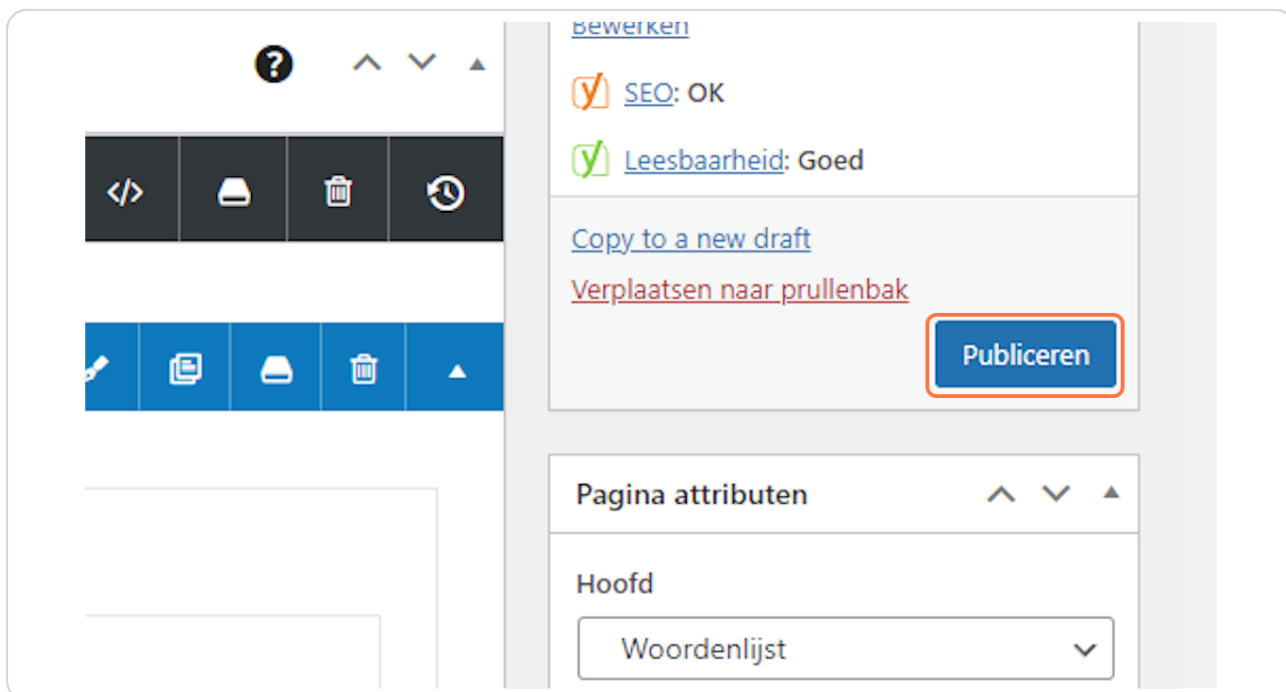 Bewerken
SEO: OK
Leesbaarheid: Goed
Copy to a new draft
Verplaatsen naar prullenbak
Publiceren
Pagina attributen
Hoofd
Woordenlijst